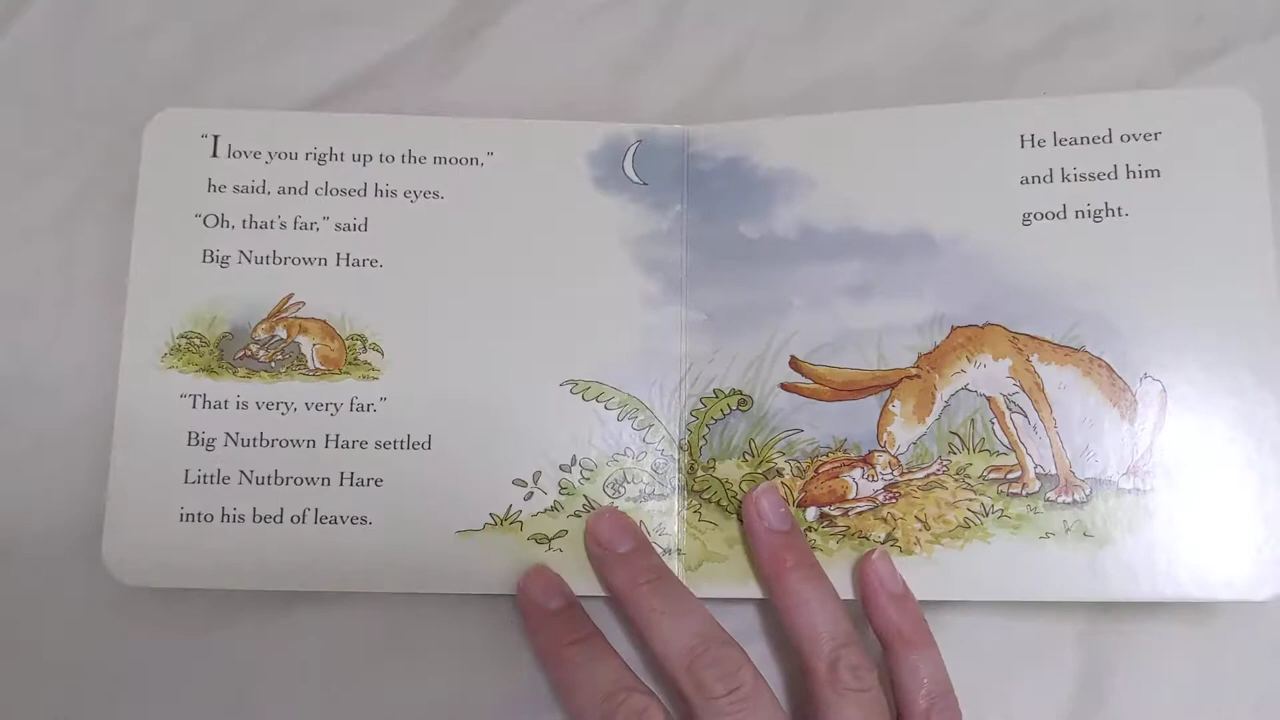 “I love you right up to the moon,”
he said, and closed his eyes.
“Oh, that’s far,” said
Big Nutbrown Hare.
“That is very, very far.”
Big Nutbrown Hare settled
Little Nutbrown Hare
into his bed of leaves.
He leaned over
and kissed him
good night.